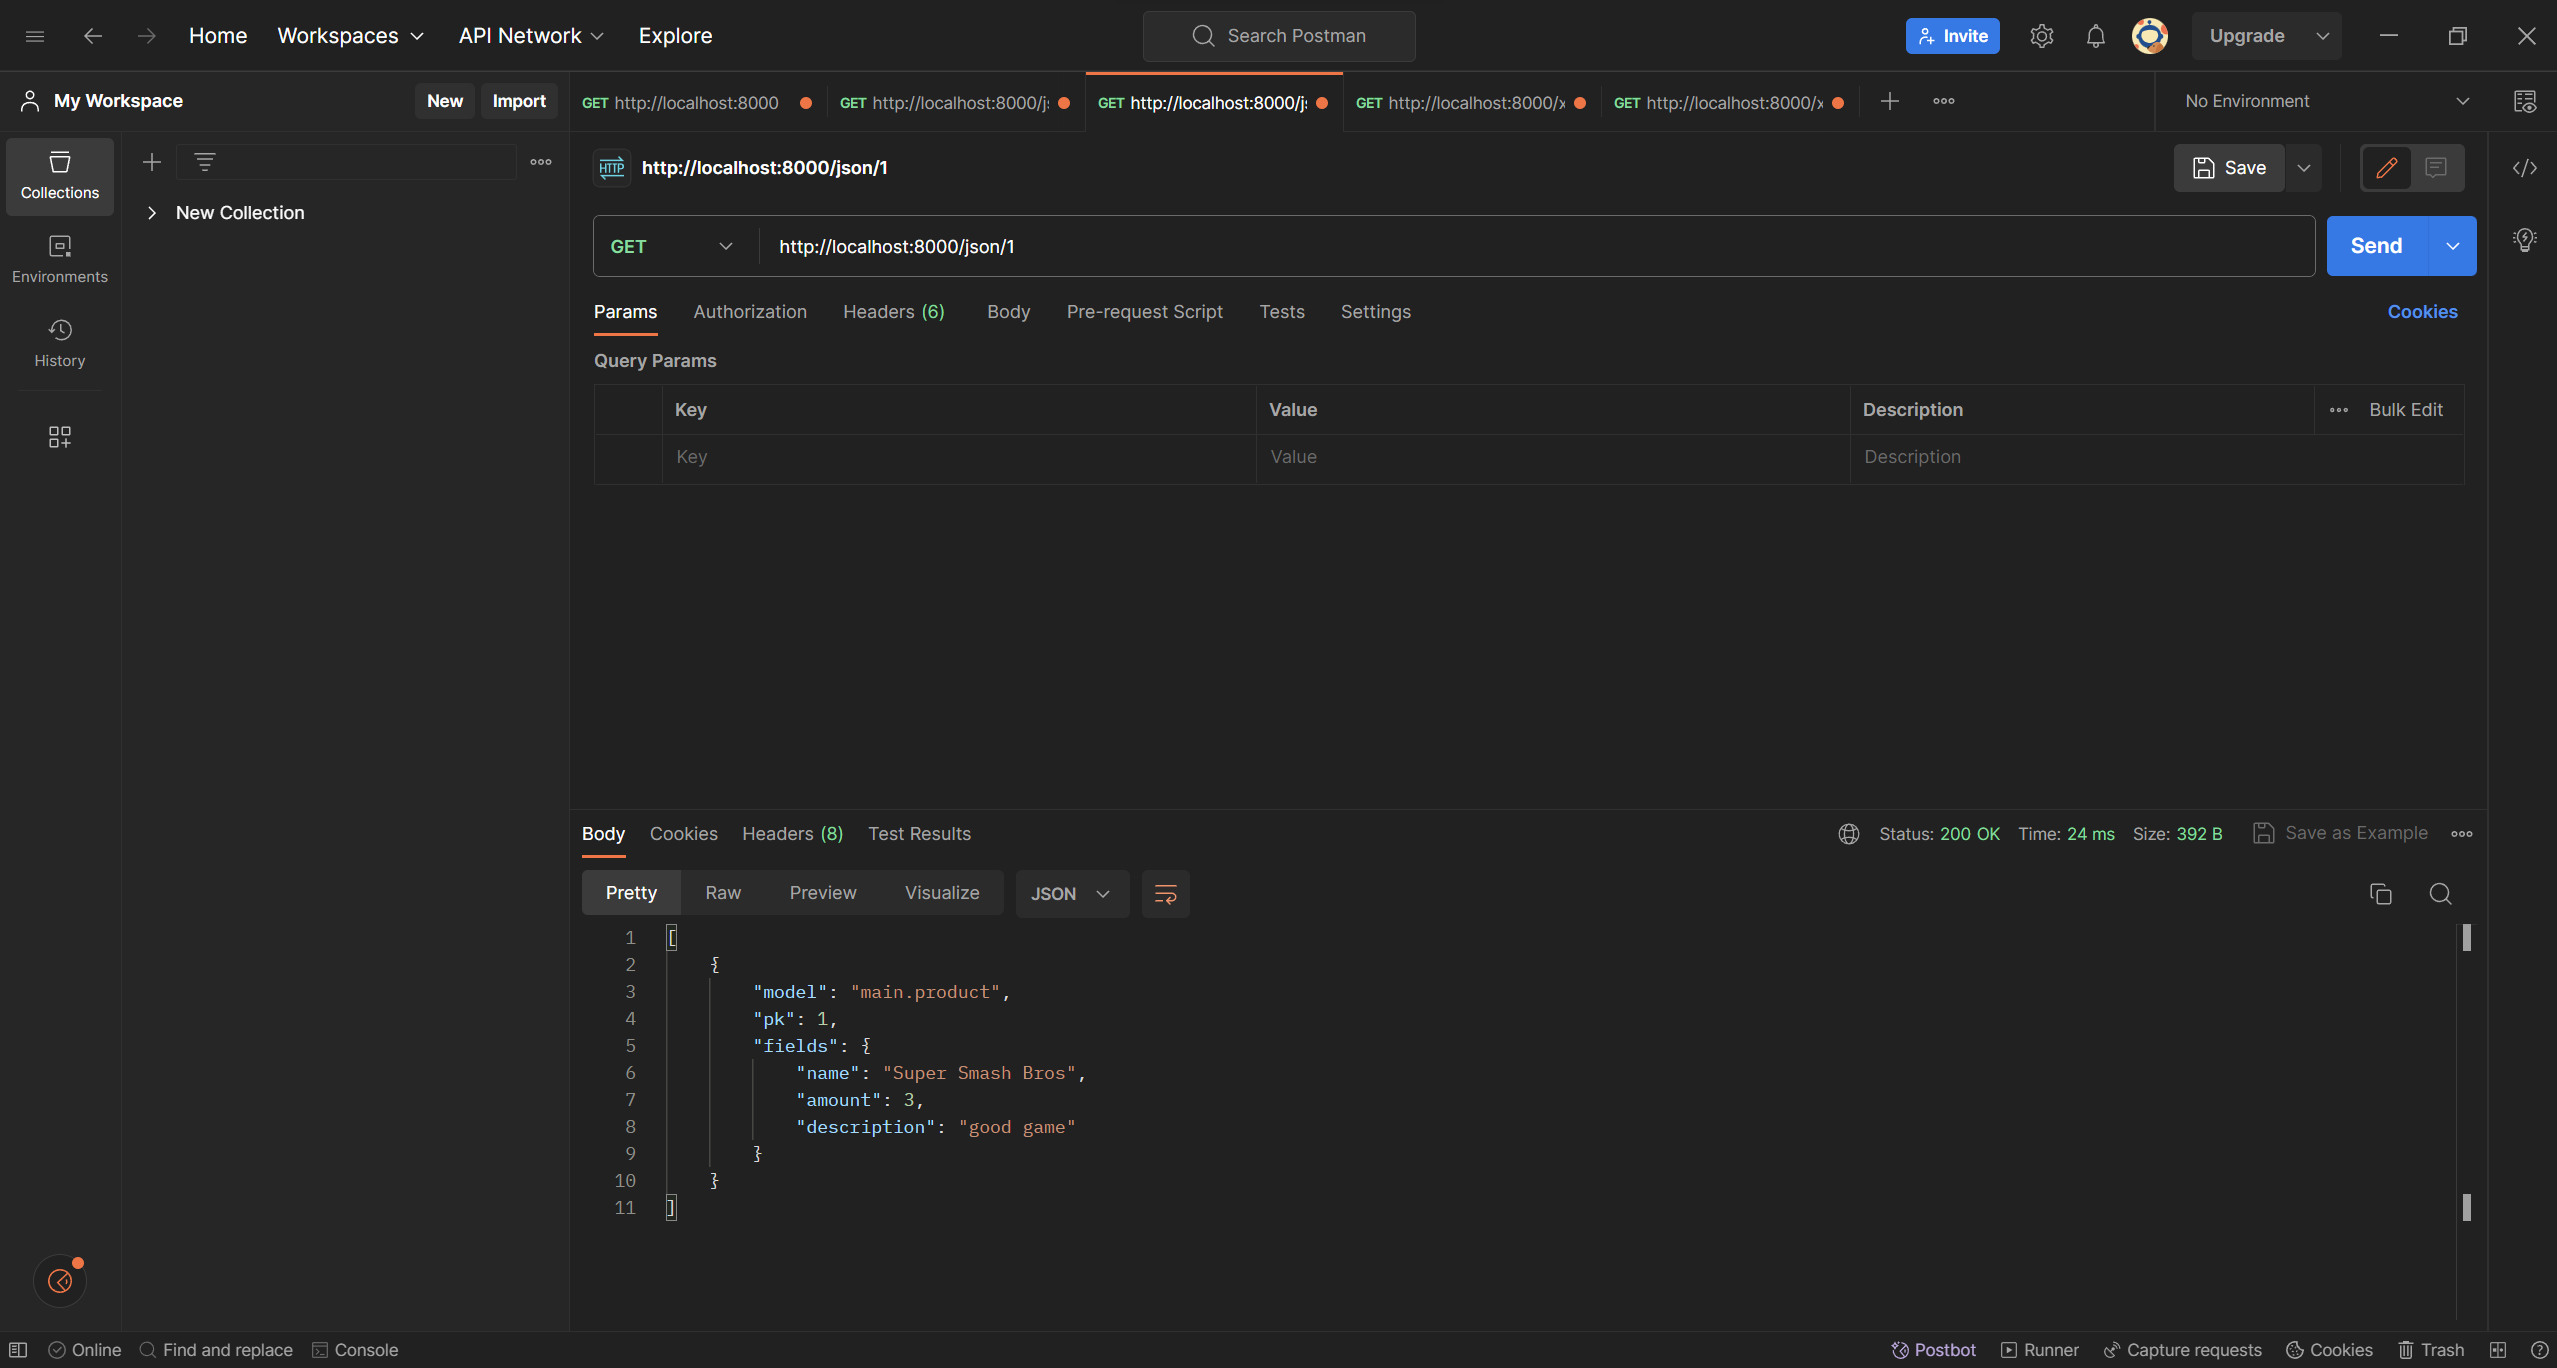 Home Workspaces API Network Explore Search Postman Invite Upgrade
My Workspace New Import GET http://localhost:8000 GET http://localhost:8000/js GET http://localhost:8000/js GET http://localhost:8000/x GET http://localhost:8000/x No Environment
Collections
Environments
History
New Collection
HTTP http://localhost:8000/json/1 Save
GET http://localhost:8000/json/1 Send
Params Authorization Headers (6) Body Pre-request Script Tests Settings Cookies
Query Params
Key Value Description Bulk Edit
Key Value Description
Body Cookies Headers (8) Test Results Status: 200 OK Time: 24 ms Size: 392 B Save as Example
Pretty Raw Preview Visualize JSON
1 [
2 {
3 "model": "main.product",
4 "pk": 1,
5 "fields": {
6 "name": "Super Smash Bros",
7 "amount": 3,
8 "description": "good game"
9 }
10 }
11 ]
Online Find and replace Console Postbot Runner Capture requests Cookies Trash